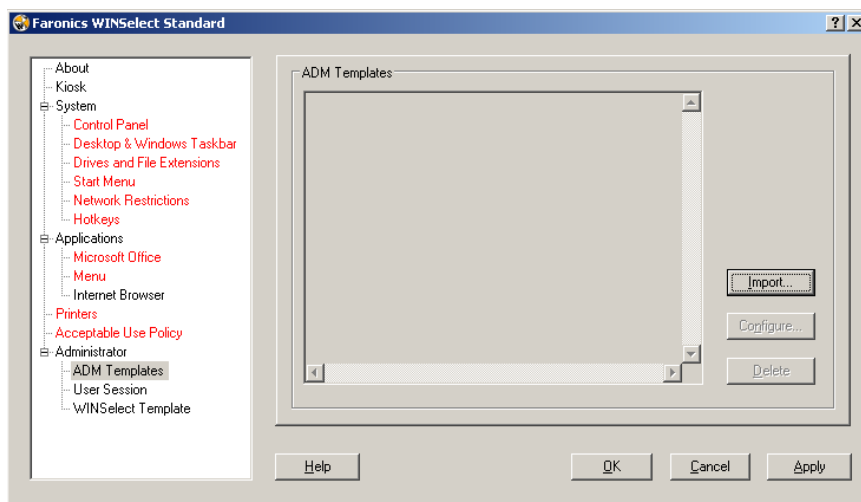 Faronics WINSelect Standard
About
Kiosk
System
Control Panel
Desktop & Windows Taskbar
Drives and File Extensions
Start Menu
Network Restrictions
Hotkeys
Applications
Microsoft Office
Menu
Internet Browser
Printers
Acceptable Use Policy
Administrator
ADM Templates
User Session
WINSelect Template
ADM Templates
Import...
Configure...
Delete
Help
OK
Cancel
Apply